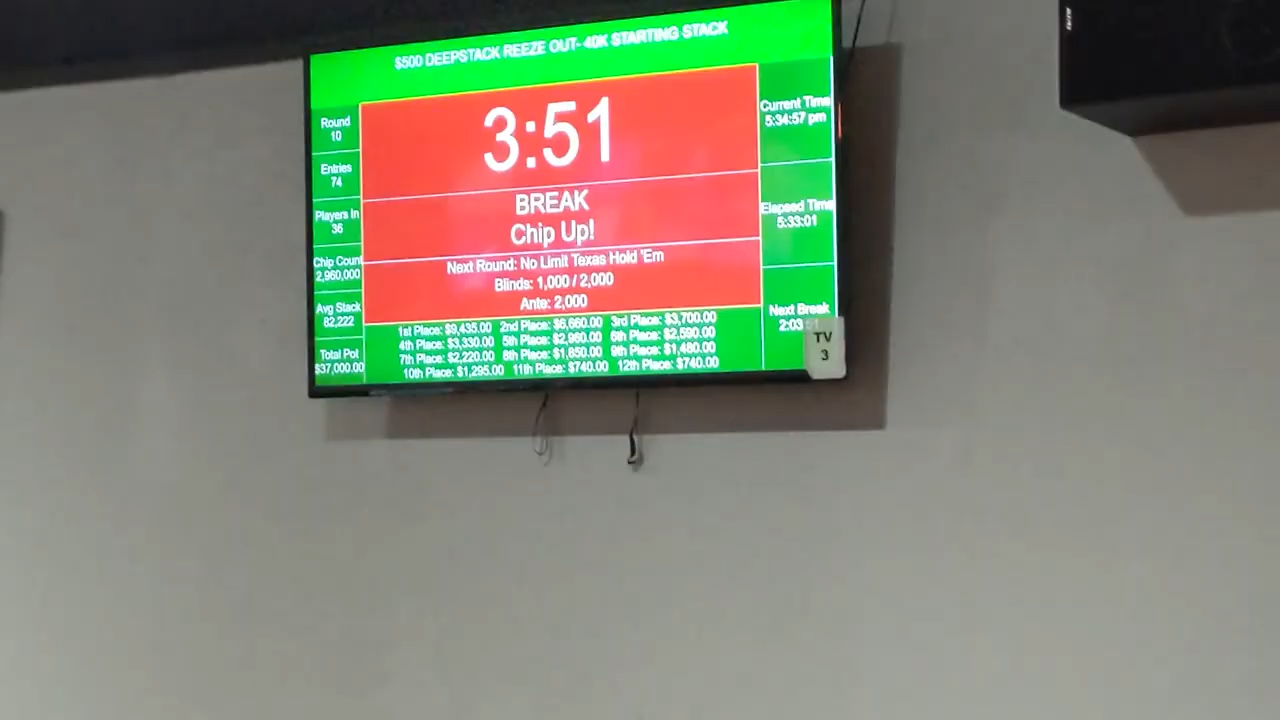 $500 DEEPSTACK REEZE OUT- 40K STARTING STACK
Round
10
Entries
74
Players In
36
Chip Count
2,960,000
Avg Stack
82,222
Total Pot
$37,000.00
3:51
BREAK
Chip Up!
Next Round: No Limit Texas Hold 'Em
Blinds: 1,000 / 2,000
Ante: 2,000
1st Place: $9,435.00 2nd Place: $6,660.00 3rd Place: $3,700.00
4th Place: $3,330.00 5th Place: $2,960.00 6th Place: $2,590.00
7th Place: $2,220.00 8th Place: $1,850.00 9th Place: $1,480.00
10th Place: $1,295.00 11th Place: $740.00 12th Place: $740.00
Current Time
5:34:57 pm
Elapsed Time
5:33:01
Next Break
2:03:51
TV
3